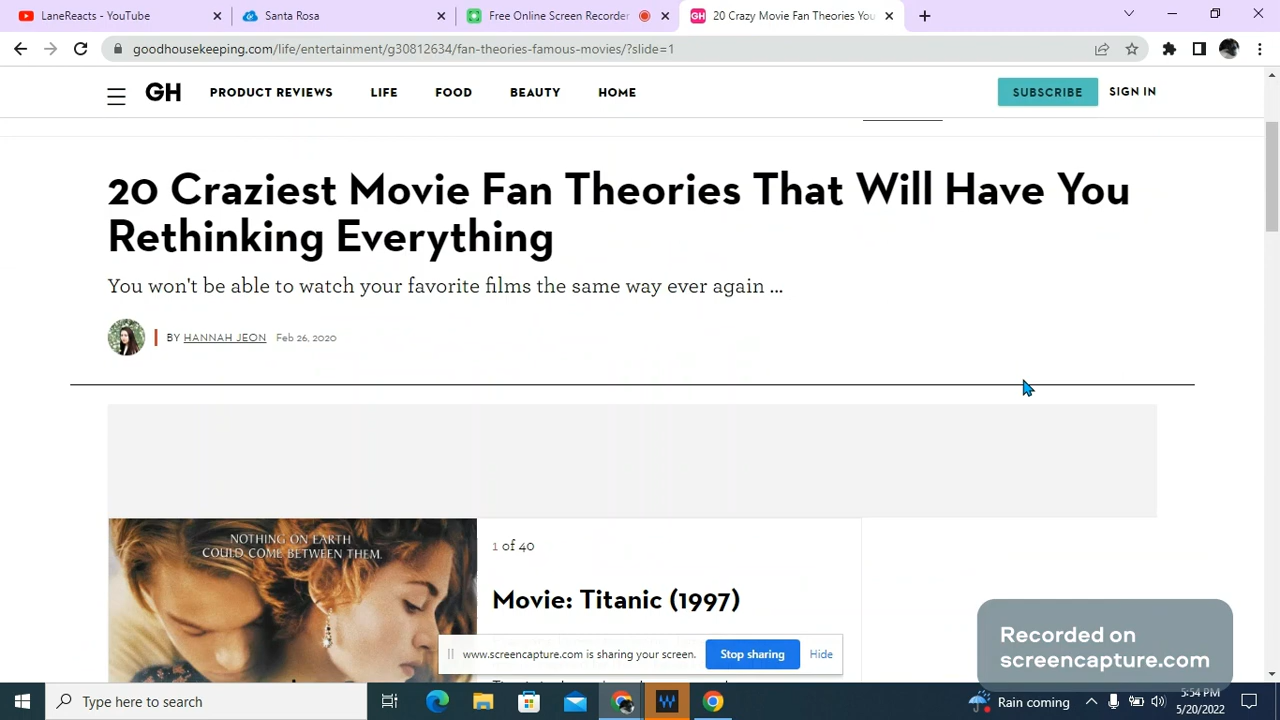 LaneReacts - YouTube
Santa Rosa
Free Online Screen Recorder
20 Crazy Movie Fan Theories You
goodhousekeeping.com/life/entertainment/g30812634/fan-theories-famous-movies/?slide=1
GH
PRODUCT REVIEWS
LIFE
FOOD
BEAUTY
HOME
SUBSCRIBE
SIGN IN
20 Craziest Movie Fan Theories That Will Have You
Rethinking Everything
You won't be able to watch your favorite films the same way ever again ...
BY HANNAH JEON Feb 26, 2020
NOTHING ON EARTH
COULD COME BETWEEN THEM.
1 of 40
Movie: Titanic (1997)
www.screencapture.com is sharing your screen.
Stop sharing
Hide
Recorded on
screencapture.com
Type here to search
Rain coming
5:54 PM
5/20/2022